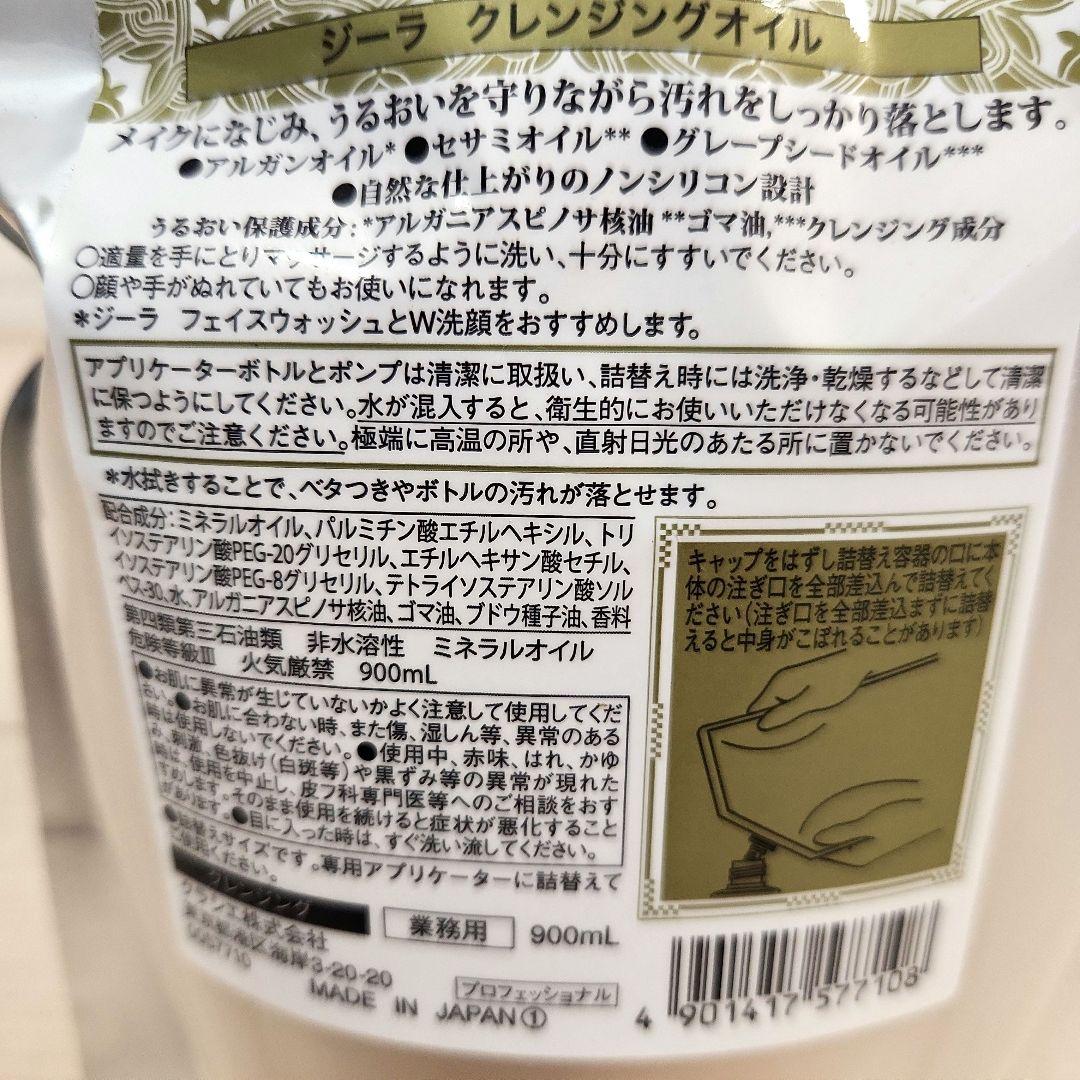 ジーラ クレンジングオイル
メイクになじみ、うるおいを守りながら汚れをしっかり落とします。
●アルガンオイル* ●セサミオイル** ●グレープシードオイル***
●自然な仕上がりのノンシリコン設計
うるおい保護成分:*アルガニアスピノサ核油 **ゴマ油,***クレンジング成分
○適量を手にとりマッサージするように洗い、十分にすすいでください。
○顔や手がぬれていてもお使いになれます。
*ジーラ フェイスウォッシュとW洗顔をおすすめします。
アプリケーターボトルとポンプは清潔に取扱い、詰替え時には洗浄・乾燥するなどして清潔
に保つようにしてください。水が混入すると、衛生的にお使いいただけなくなる可能性があり
ますのでご注意ください。極端に高温の所や、直射日光のあたる所に置かないでください。
*水拭きすることで、ベタつきやボトルの汚れが落とせます。
配合成分:ミネラルオイル、パルミチン酸エチルヘキシル、トリ
イソステアリン酸PEG-20グリセリル、エチルヘキサン酸セチル、
イソステアリン酸PEG-8グリセリル、テトライソステアリン酸ソル
ベス-30、水、アルガニアスピノサ核油、ゴマ油、ブドウ種子油、香料
第四類第三石油類 非水溶性 ミネラルオイル
危険等級Ⅲ 火気厳禁 900mL
●お肌に異常が生じていないかよく注意して使用してくだ
さい。●お肌に合わない時、また傷、湿しん等、異常のある
時は使用しないでください。●使用中、赤味、はれ、かゆ
み、刺激、色抜け(白斑等)や黒ずみ等の異常が現れた
時は、使用を中止し、皮フ科専門医等へのご相談をおす
すめします。そのまま使用を続けると症状が悪化すること
があります。●目に入った時は、すぐ洗い流してください。
●詰替えサイズです。専用アプリケーターに詰替えて
ご使用ください。
クレンジング
クラシエ株式会社
東京都港区海岸3-20-20
業務用 900mL
MADE IN JAPAN①
プロフェッショナル
キャップをはずし詰替え容器の口に本
体の注ぎ口を全部差込んで詰替えてく
ださい(注ぎ口を全部差込まずに詰替
えると中身がこぼれることがあります)
4 901417 577108